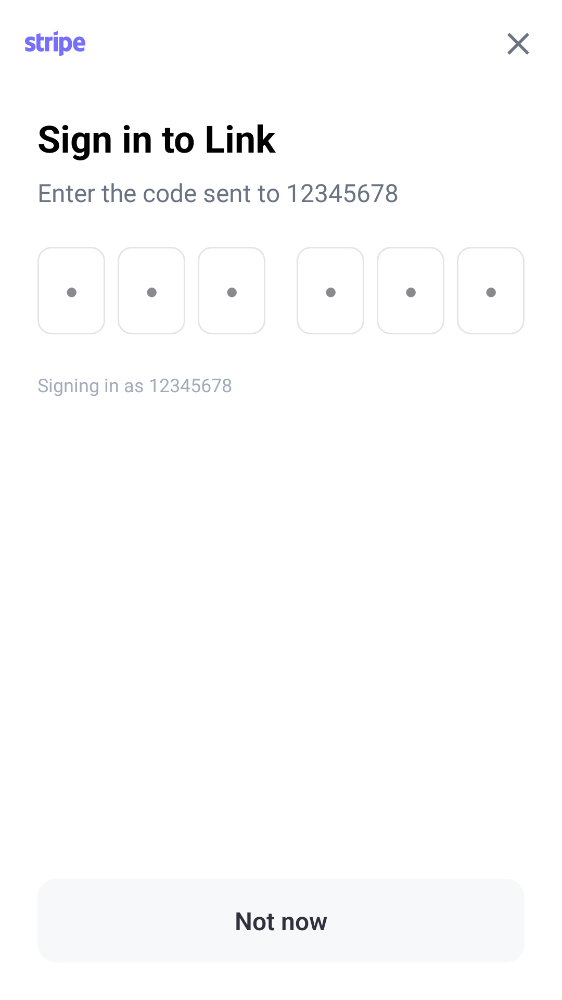 stripe
Sign in to Link
Enter the code sent to 12345678
Signing in as 12345678
Not now